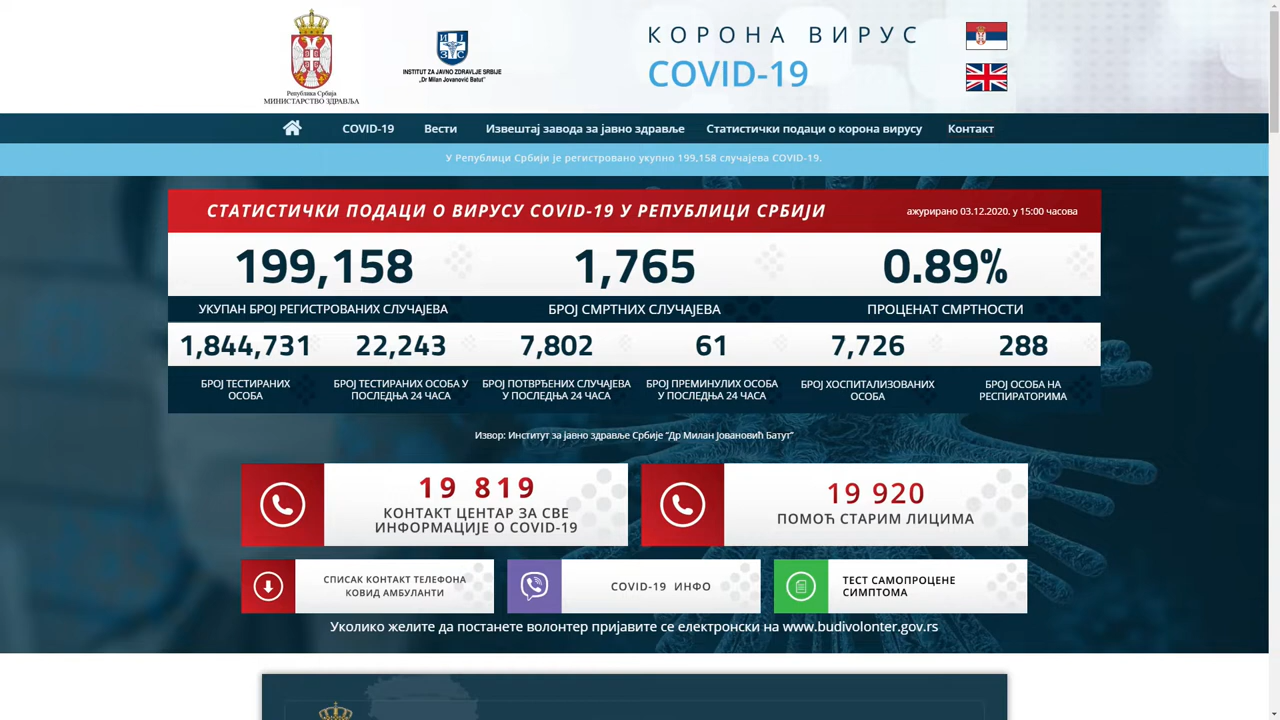 Република Србија
МИНИСТАРСТВО ЗДРАВЉА
ИЈ
ЗС
INSTITUT ZA JAVNO ZDRAVLJE SRBIJE
„Dr Milan Jovanović Batut"
КОРОНА ВИРУС
COVID-19
COVID-19 Вести Извештај завода за јавно здравље Статистички подаци о корона вирусу Контакт
У Републици Србији је регистровано укупно 199,158 случајева COVID-19.
СТАТИСТИЧКИ ПОДАЦИ О ВИРУСУ COVID-19 У РЕПУБЛИЦИ СРБИЈИ
ажурирано 03.12.2020. у 15:00 часова
199,158 1,765 0.89%
УКУПАН БРОЈ РЕГИСТРОВАНИХ СЛУЧАЈЕВА БРОЈ СМРТНИХ СЛУЧАЈЕВА ПРОЦЕНАТ СМРТНОСТИ
1,844,731 22,243 7,802 61 7,726 288
БРОЈ ТЕСТИРАНИХ
ОСОБА
БРОЈ ТЕСТИРАНИХ ОСОБА У
ПОСЛЕДЊА 24 ЧАСА
БРОЈ ПОТВРЂЕНИХ СЛУЧАЈЕВА
У ПОСЛЕДЊА 24 ЧАСА
БРОЈ ПРЕМИНУЛИХ ОСОБА
У ПОСЛЕДЊА 24 ЧАСА
БРОЈ ХОСПИТАЛИЗОВАНИХ
ОСОБА
БРОЈ ОСОБА НА
РЕСПИРАТОРИМА
Извор: Институт за јавно здравље Србије “Др Милан Јовановић Батут”
19 819
КОНТАКТ ЦЕНТАР ЗА СВЕ
ИНФОРМАЦИЈЕ О COVID-19
19 920
ПОМОЋ СТАРИМ ЛИЦИМА
СПИСАК КОНТАКТ ТЕЛЕФОНА
КОВИД АМБУЛАНТИ
COVID-19 ИНФО
ТЕСТ САМОПРОЦЕНЕ
СИМПТОМА
Уколико желите да постанете волонтер пријавите се електронски на www.budivolonter.gov.rs